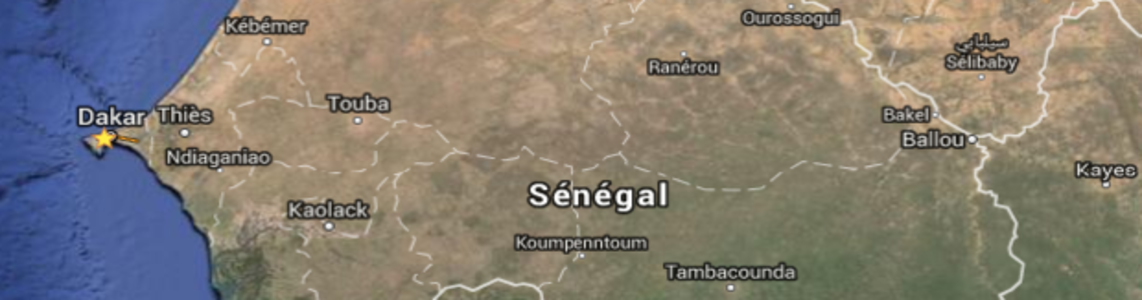 Kébémer
Ourossogui
سيليبابي
Sélibaby
Ranérou
Touba
Dakar
Thiès
Bakel
Ballou
Ndiaganiao
Kayes
Sénégal
Kaolack
Koumpenntoum
Tambacounda